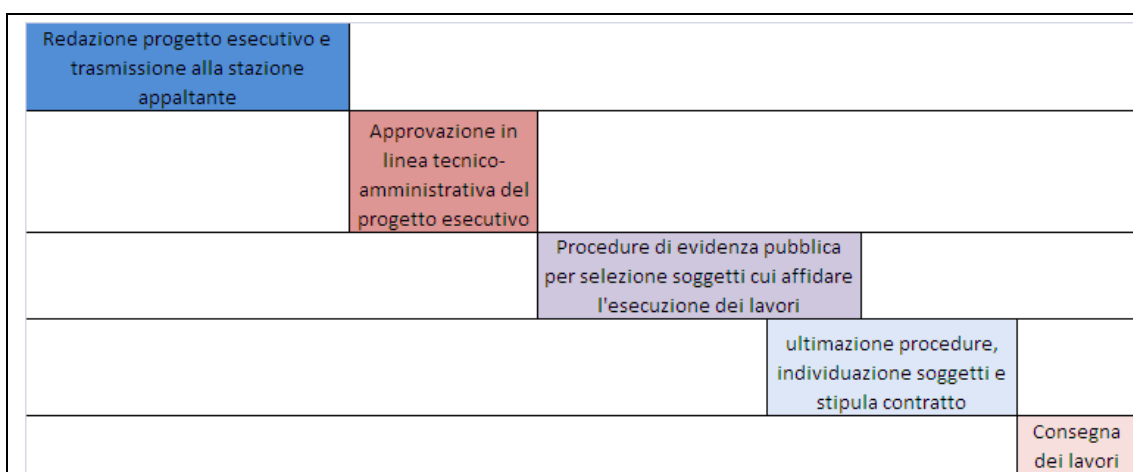 Redazione progetto esecutivo e
trasmissione alla stazione
appaltante
Approvazione in
linea tecnico-
amministrativa del
progetto esecutivo
Procedure di evidenza pubblica
per selezione soggetti cui affidare
l'esecuzione dei lavori
ultimazione procedure,
individuazione soggetti e
stipula contratto
Consegna
dei lavori